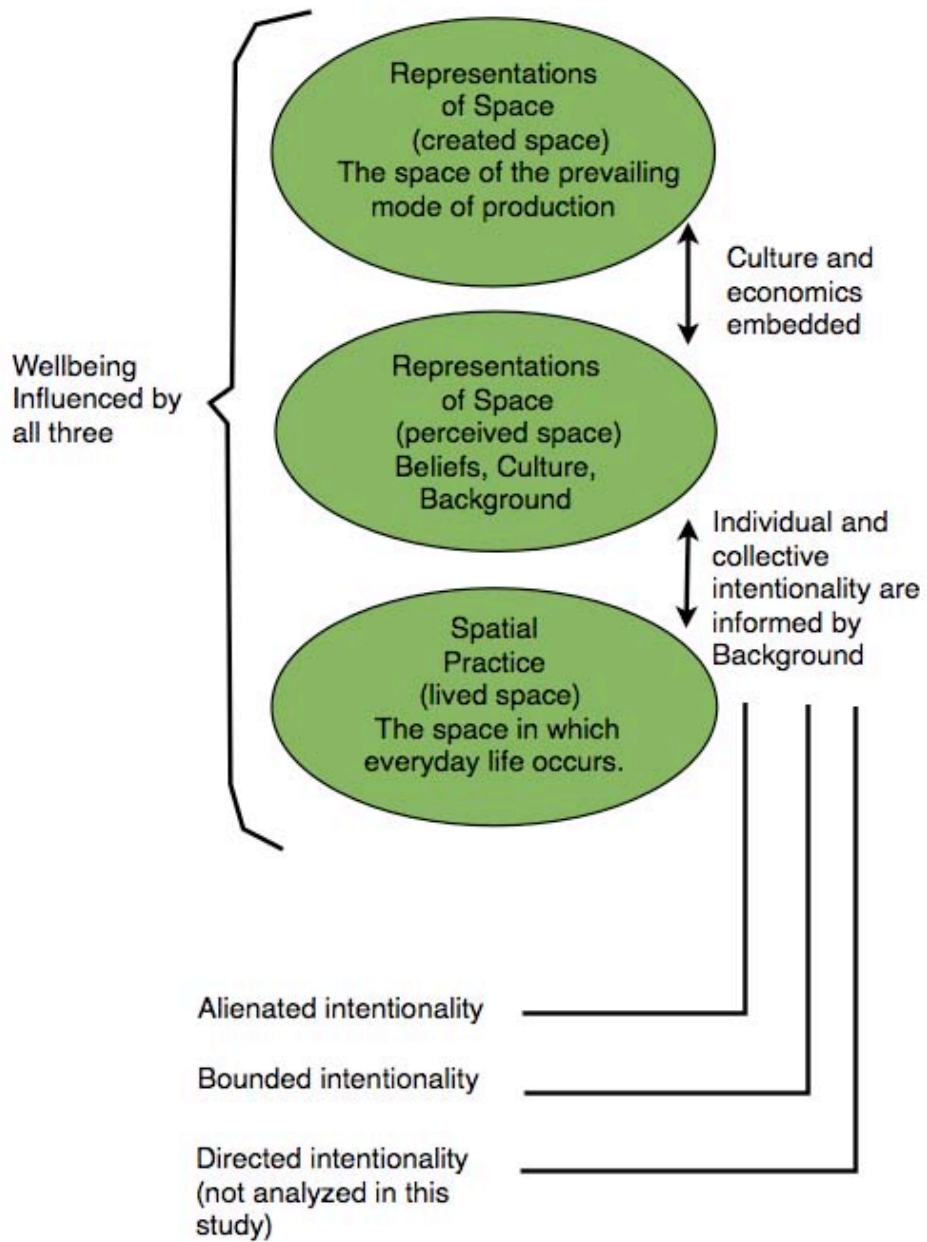 Representations
of Space
(created space)
The space of the prevailing
mode of production
Culture and
economics
embedded
Wellbeing
Influenced by
all three
Representations
of Space
(perceived space)
Beliefs, Culture,
Background
Individual and
collective
intentionality are
informed by
Background
Spatial
Practice
(lived space)
The space in which
everyday life occurs.
Alienated intentionality
Bounded intentionality
Directed intentionality
(not analyzed in this
study)